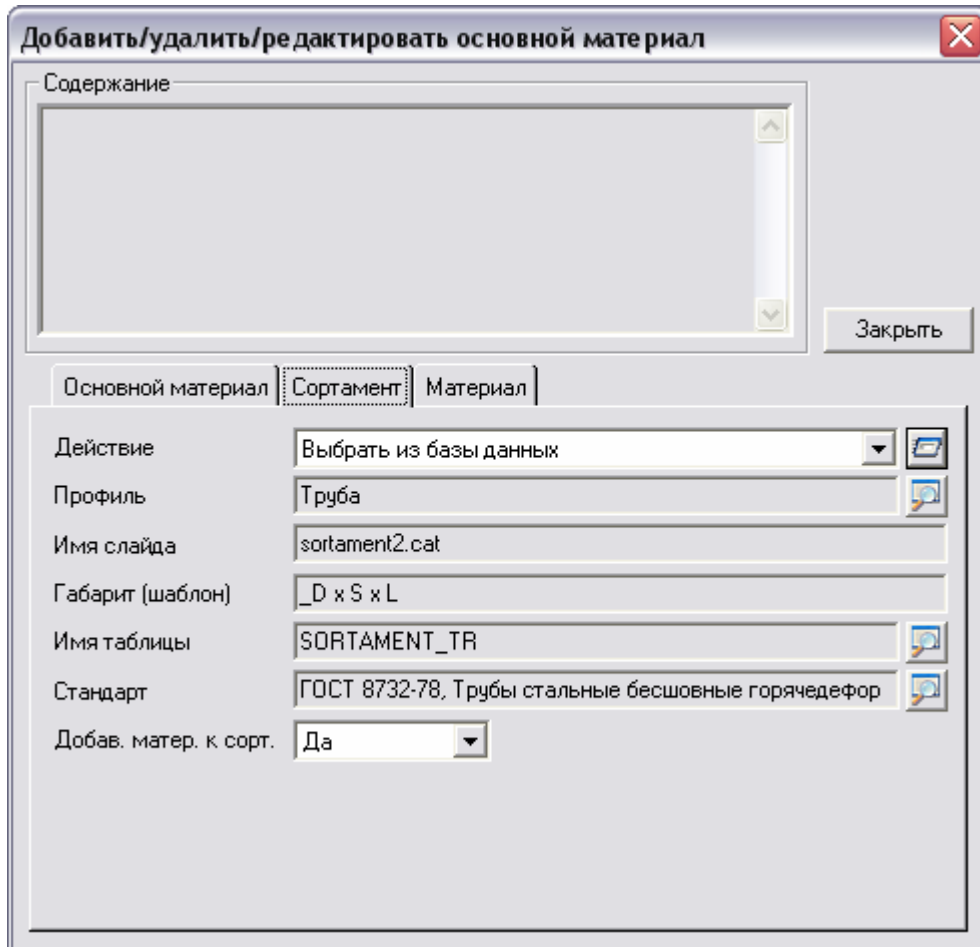 Добавить/удалить/редактировать основной материал
Содержание
Закрыть
Основной материал Сортамент Материал
Действие Выбрать из базы данных
Профиль Труба
Имя слайда sortament2.cat
Габарит (шаблон) _D x S x L
Имя таблицы SORTAMENT_TR
Стандарт ГОСТ 8732-78, Трубы стальные бесшовные горячедефор
Добав. матер. к сорт. Да